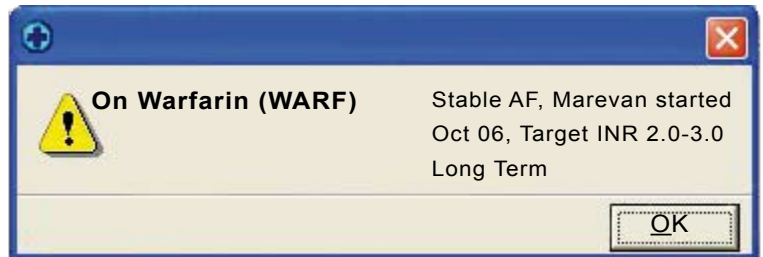 On Warfarin (WARF)
Stable AF, Marevan started
Oct 06, Target INR 2.0-3.0
Long Term
OK